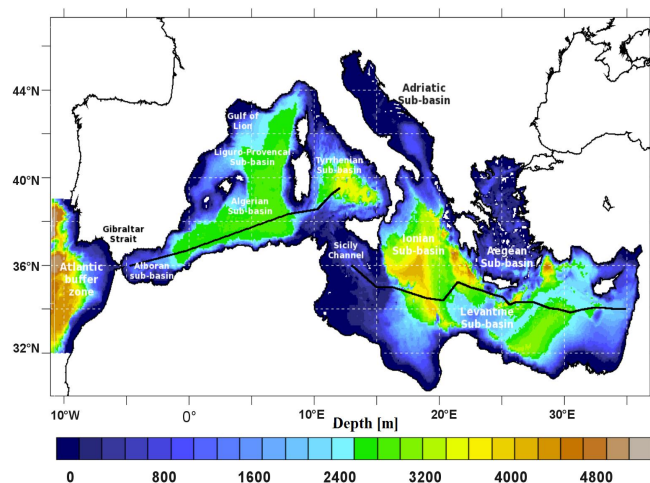 44°N
40°N
36°N
32°N
Adriatic
Sub-basin
Gulf of
Lion
Liguro-Provencal
Sub-basin
Tyrrhenian
Sub-basin
Algerian
Sub-basin
Gibraltar
Strait
Sicily
Channel
Ionian
Sub-basin
Aegean
Sub-basin
Atlantic
buffer
zone
Alboran
sub-basin
Levantine
Sub-basin
10°W
0°
10°E
20°E
30°E
Depth [m]
0 800 1600 2400 3200 4000 4800